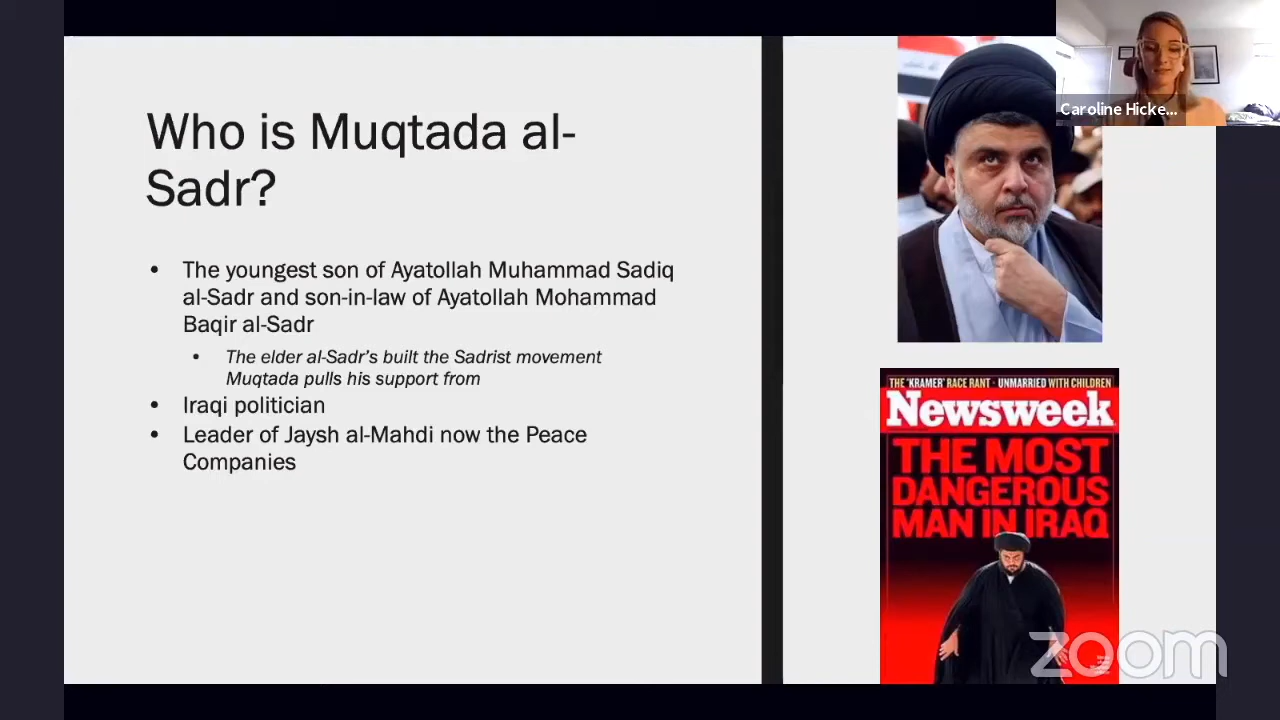 Who is Muqtada al-
Sadr?
• The youngest son of Ayatollah Muhammad Sadiq
al-Sadr and son-in-law of Ayatollah Mohammad
Baqir al-Sadr
• The elder al-Sadr's built the Sadrist movement
Muqtada pulls his support from
• Iraqi politician
• Leader of Jaysh al-Mahdi now the Peace
Companies
Caroline Hicke...
THE "KRAMER" RACE RANT · UNMARRIED WITH CHILDREN
Newsweek
THE MOST
DANGEROUS
MAN IN IRAQ
zoom